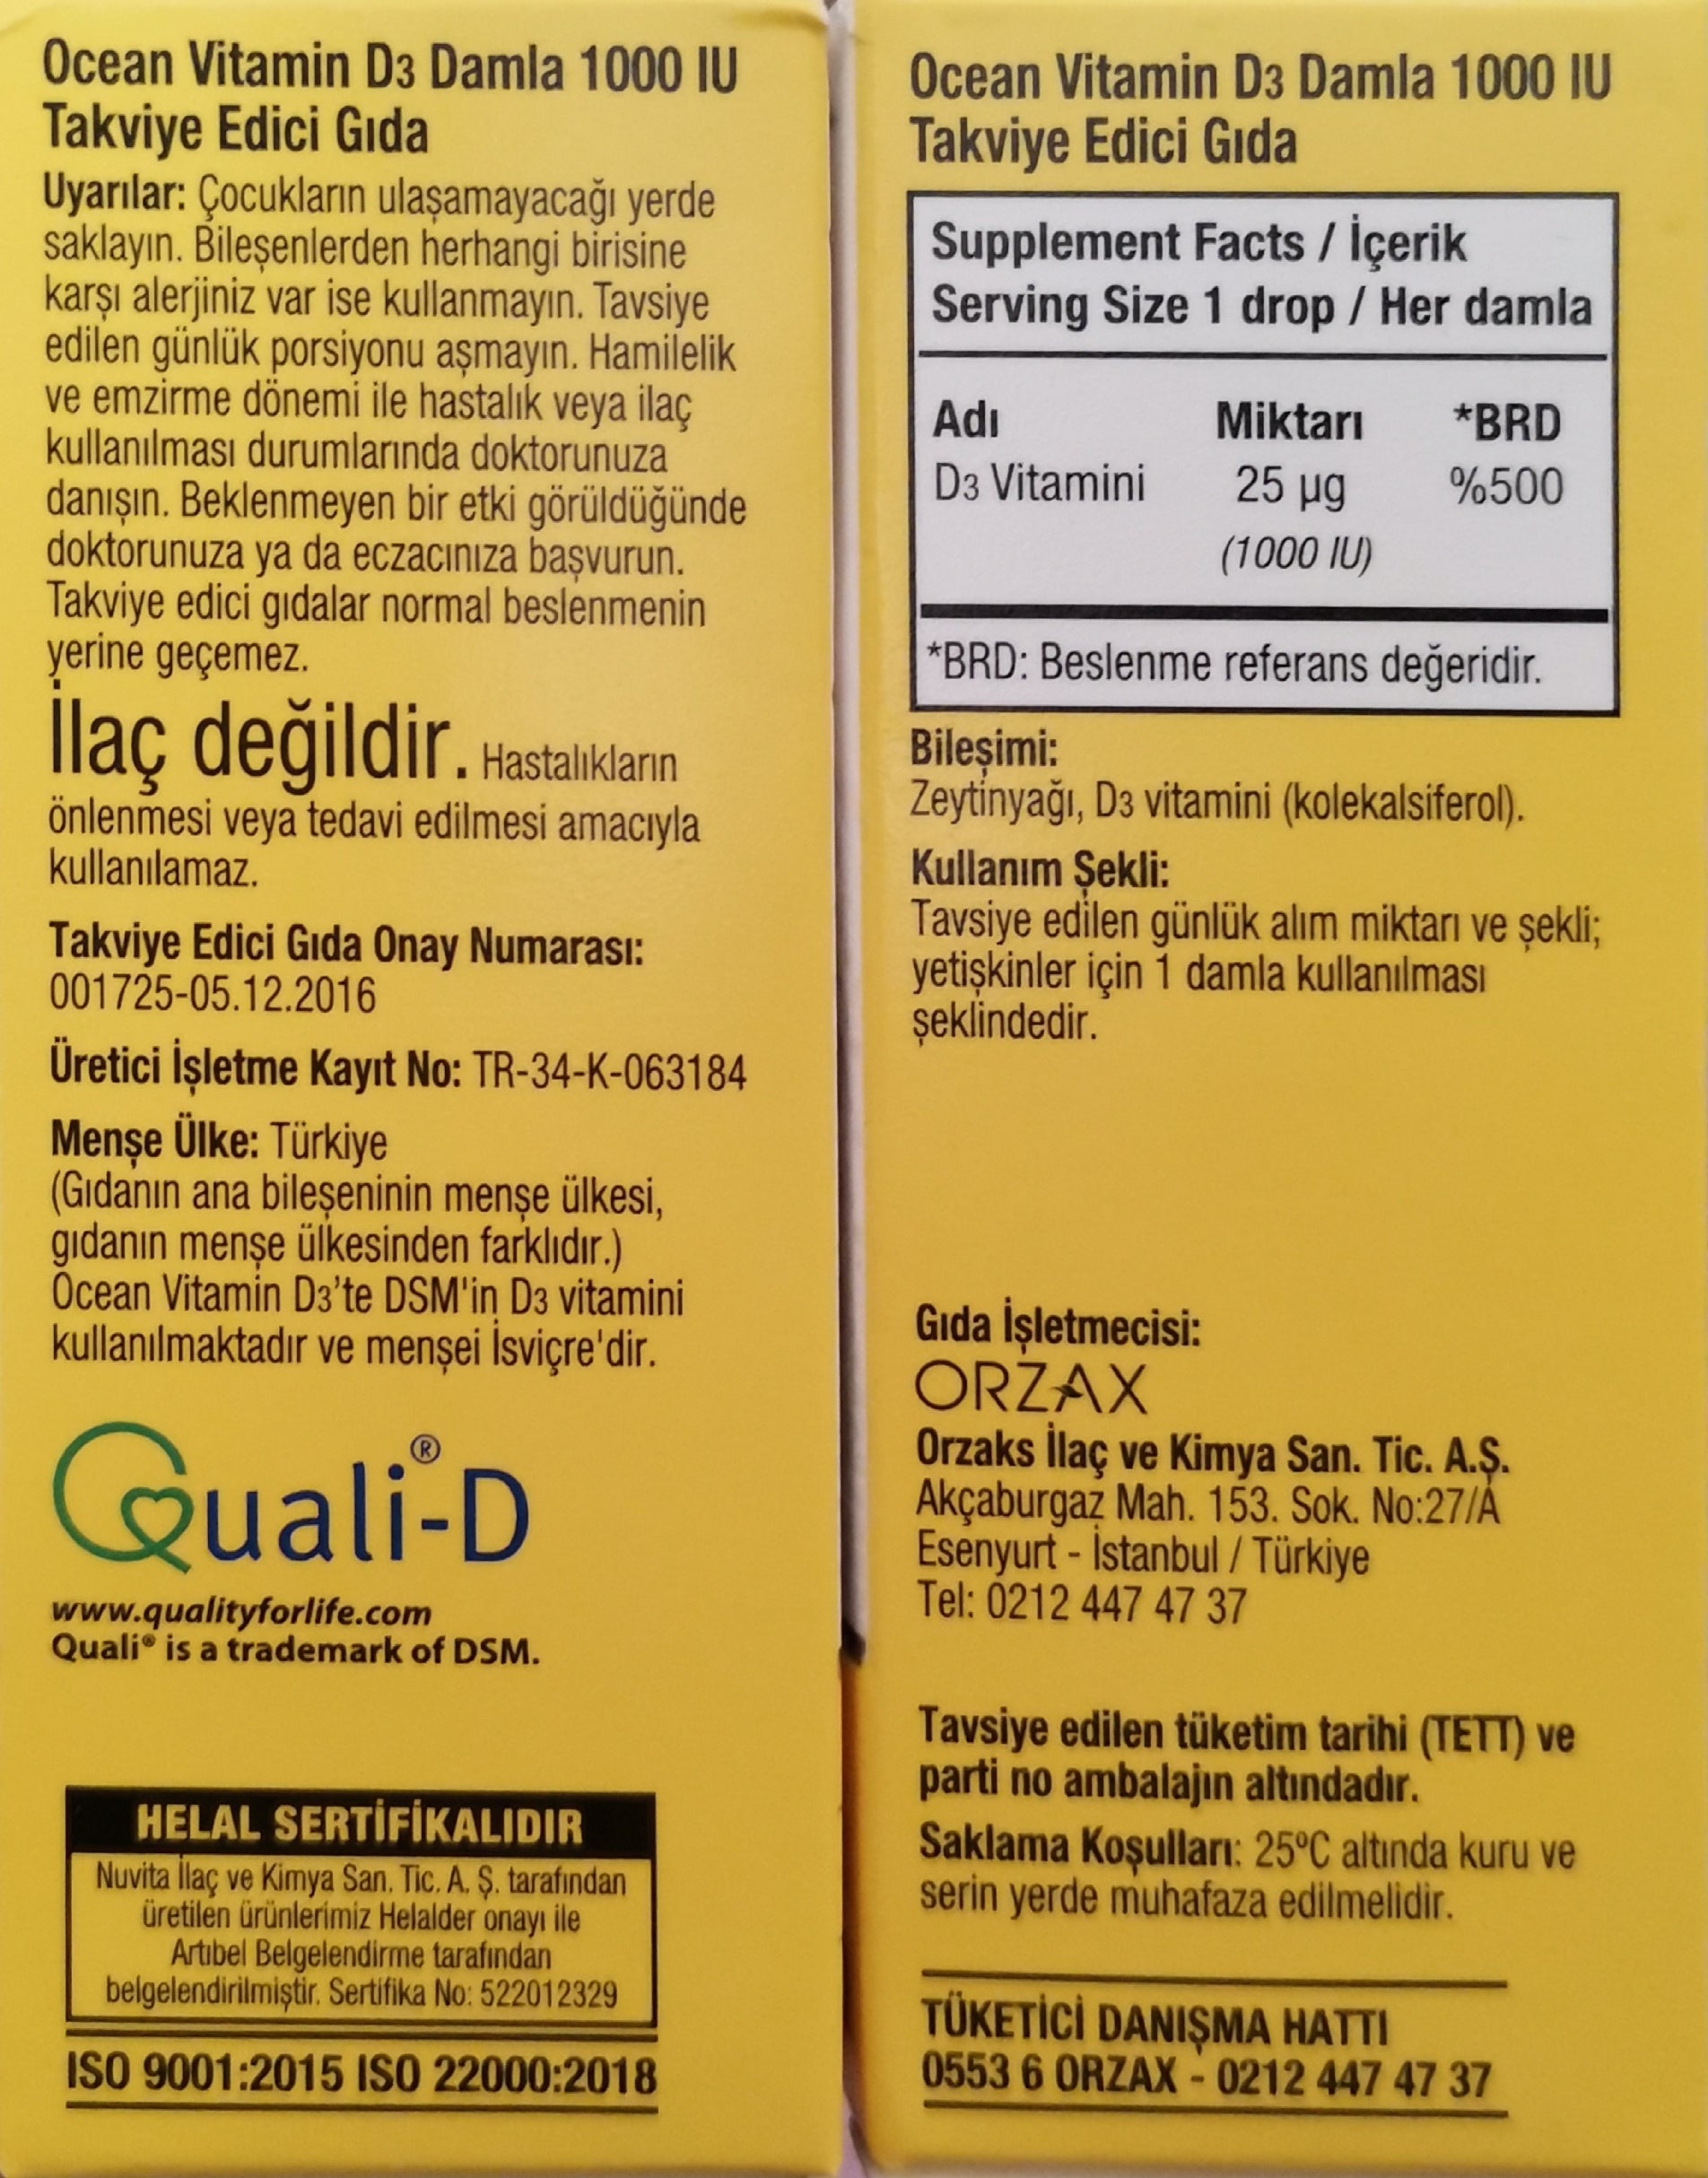 Ocean Vitamin D3 Damla 1000 IU
Takviye Edici Gıda
Uyarılar: Çocukların ulaşamayacağı yerde
saklayın. Bileşenlerden herhangi birisine
karşı alerjiniz var ise kullanmayın. Tavsiye
edilen günlük porsiyonu aşmayın. Hamilelik
ve emzirme dönemi ile hastalık veya ilaç
kullanılması durumlarında doktorunuza
danışın. Beklenmeyen bir etki görüldüğünde
doktorunuza ya da eczacınıza başvurun.
Takviye edici gıdalar normal beslenmenin
yerine geçemez.
İlaç değildir. Hastalıkların
önlenmesi veya tedavi edilmesi amacıyla
kullanılamaz.
Takviye Edici Gıda Onay Numarası:
001725-05.12.2016
Üretici İşletme Kayıt No: TR-34-K-063184
Menşe Ülke: Türkiye
(Gıdanın ana bileşeninin menşe ülkesi,
gıdanın menşe ülkesinden farklıdır.)
Ocean Vitamin D3'te DSM'in D3 vitamini
kullanılmaktadır ve menşei İsviçre'dir.
Quali®-D
www.qualityforlife.com
Quali® is a trademark of DSM.
HELAL SERTİFİKALIDIR
Nuvita İlaç ve Kimya San. Tic. A. Ş. tarafından
üretilen ürünlerimiz Helalder onayı ile
Artıbel Belgelendirme tarafından
belgelendirilmiştir. Sertifika No: 522012329
ISO 9001:2015 ISO 22000:2018
Ocean Vitamin D3 Damla 1000 IU
Takviye Edici Gıda
Supplement Facts / İçerik
Serving Size 1 drop / Her damla
Adı Miktarı *BRD
D3 Vitamini 25 µg %500
(1000 IU)
*BRD: Beslenme referans değeridir.
Bileşimi:
Zeytinyağı, D3 vitamini (kolekalsiferol).
Kullanım Şekli:
Tavsiye edilen günlük alım miktarı ve şekli;
yetişkinler için 1 damla kullanılması
şeklindedir.
Gıda İşletmecisi:
ORZAX
Orzaks İlaç ve Kimya San. Tic. A.Ş.
Akçaburgaz Mah. 153. Sok. No:27/A
Esenyurt - İstanbul / Türkiye
Tel: 0212 447 47 37
Tavsiye edilen tüketim tarihi (TETT) ve
parti no ambalajın altındadır.
Saklama Koşulları: 25ºC altında kuru ve
serin yerde muhafaza edilmelidir.
TÜKETİCİ DANIŞMA HATTI
0553 6 ORZAX - 0212 447 47 37